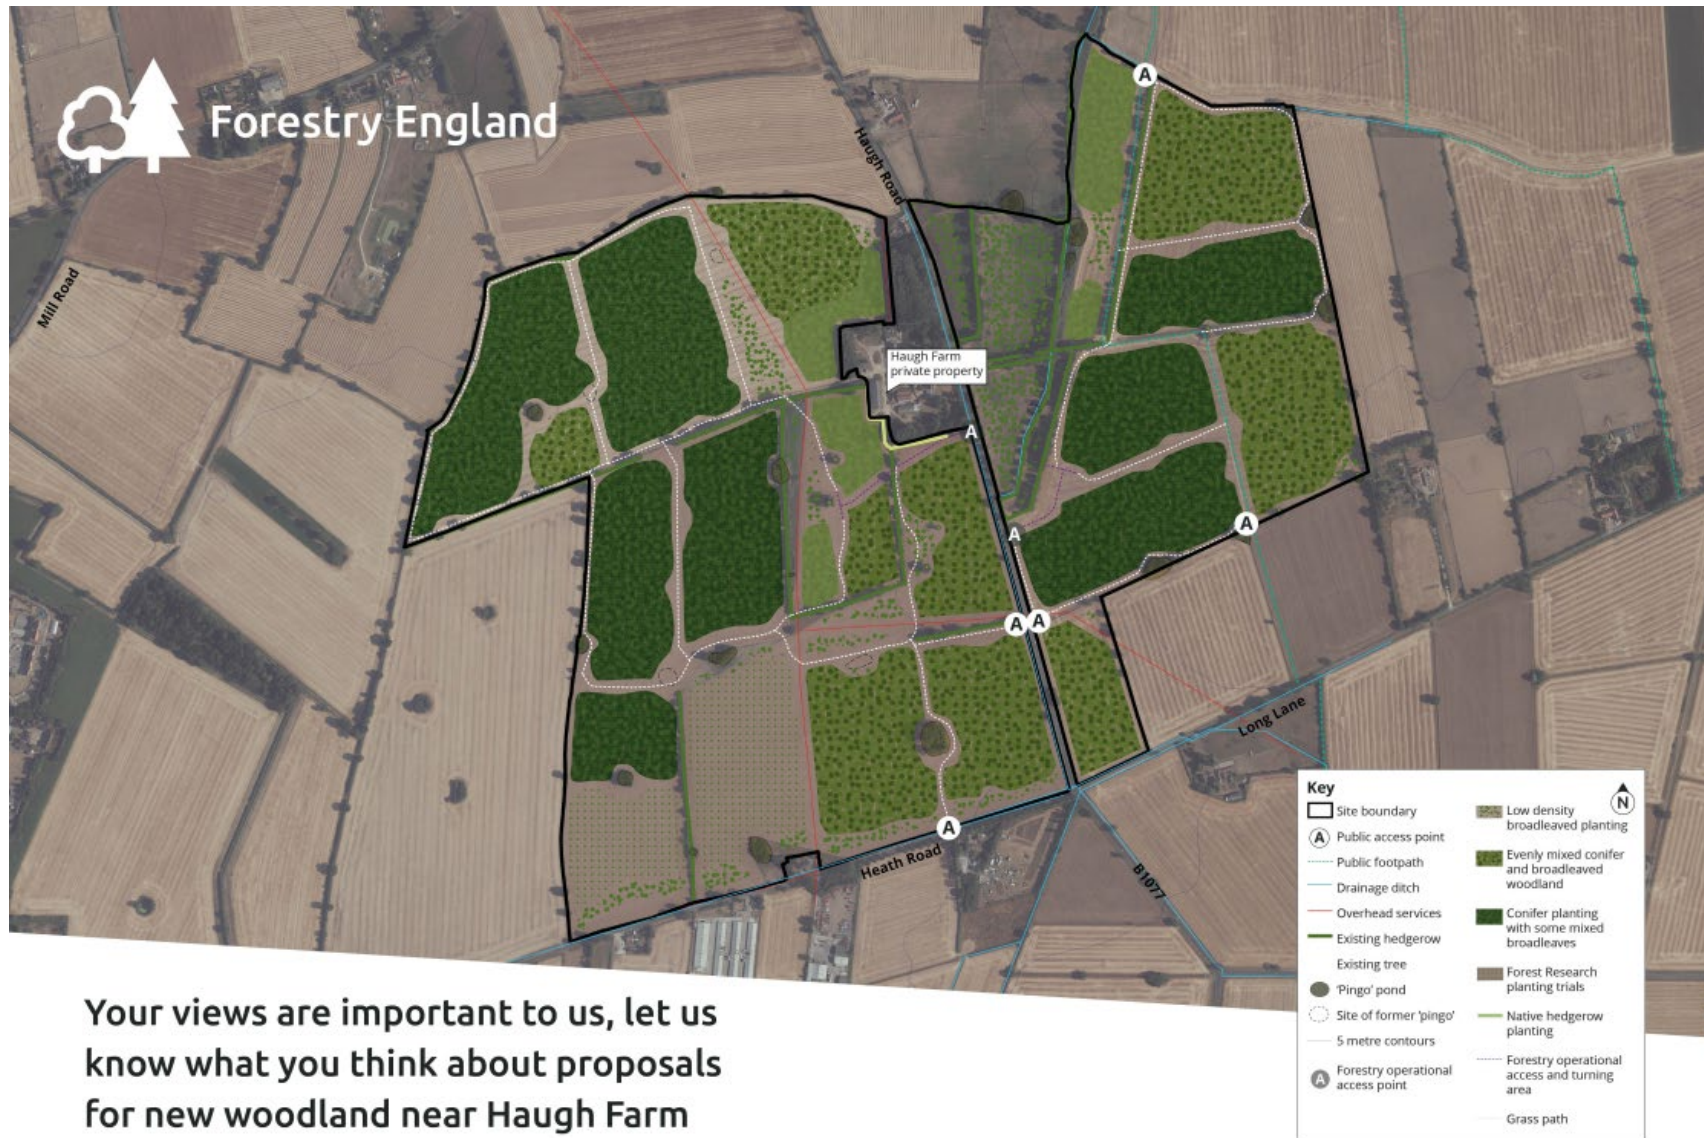 Forestry England
Haugh Road
Mill Road
A
Haugh Farm
private property
A
A
A
A
A
A
Long Lane
Heath Road
B1077
Your views are important to us, let us
know what you think about proposals
for new woodland near Haugh Farm
Key
Site boundary
A Public access point
Public footpath
Drainage ditch
Overhead services
Existing hedgerow
Existing tree
‘Pingo’ pond
Site of former ‘pingo’
5 metre contours
A Forestry operational
access point
N
Low density
broadleaved planting
Evenly mixed conifer
and broadleaved
woodland
Conifer planting
with some mixed
broadleaves
Forest Research
planting trials
Native hedgerow
planting
Forestry operational
access and turning
area
Grass path
A